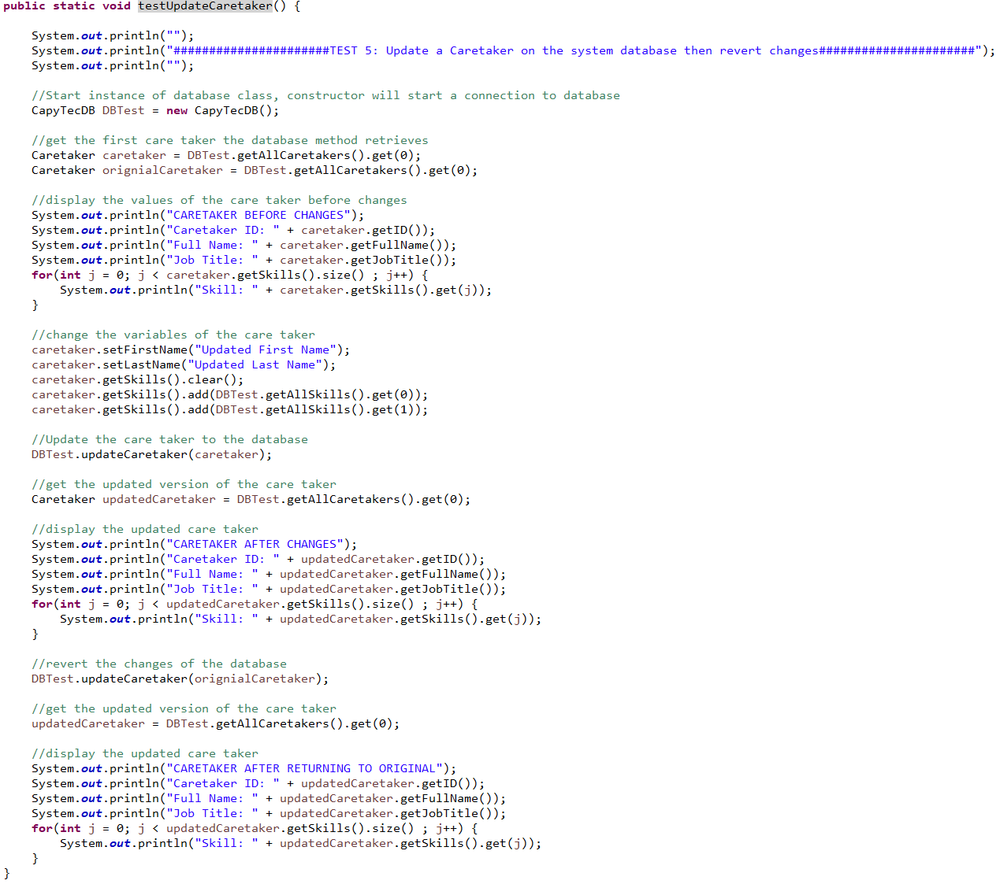 public static void testUpdateCaretaker() {
System.out.println("");
System.out.println("######################TEST 5: Update a Caretaker on the system database then revert changes######################");
System.out.println("");
//Start instance of database class, constructor will start a connection to database
CapyTecDB DBTest = new CapyTecDB();
//get the first care taker the database method retrieves
Caretaker caretaker = DBTest.getAllCaretakers().get(0);
Caretaker orignialCaretaker = DBTest.getAllCaretakers().get(0);
//display the values of the care taker before changes
System.out.println("CARETAKER BEFORE CHANGES");
System.out.println("Caretaker ID: " + caretaker.getID());
System.out.println("Full Name: " + caretaker.getFullName());
System.out.println("Job Title: " + caretaker.getJobTitle());
for(int j = 0; j < caretaker.getSkills().size() ; j++) {
System.out.println("Skill: " + caretaker.getSkills().get(j));
}
//change the variables of the care taker
caretaker.setFirstName("Updated First Name");
caretaker.setLastName("Updated Last Name");
caretaker.getSkills().clear();
caretaker.getSkills().add(DBTest.getAllSkills().get(0));
caretaker.getSkills().add(DBTest.getAllSkills().get(1));
//Update the care taker to the database
DBTest.updateCaretaker(caretaker);
//get the updated version of the care taker
Caretaker updatedCaretaker = DBTest.getAllCaretakers().get(0);
//display the updated care taker
System.out.println("CARETAKER AFTER CHANGES");
System.out.println("Caretaker ID: " + updatedCaretaker.getID());
System.out.println("Full Name: " + updatedCaretaker.getFullName());
System.out.println("Job Title: " + updatedCaretaker.getJobTitle());
for(int j = 0; j < updatedCaretaker.getSkills().size() ; j++) {
System.out.println("Skill: " + updatedCaretaker.getSkills().get(j));
}
//revert the changes of the database
DBTest.updateCaretaker(orignialCaretaker);
//get the updated version of the care taker
updatedCaretaker = DBTest.getAllCaretakers().get(0);
//display the updated care taker
System.out.println("CARETAKER AFTER RETURNING TO ORIGINAL");
System.out.println("Caretaker ID: " + updatedCaretaker.getID());
System.out.println("Full Name: " + updatedCaretaker.getFullName());
System.out.println("Job Title: " + updatedCaretaker.getJobTitle());
for(int j = 0; j < updatedCaretaker.getSkills().size() ; j++) {
System.out.println("Skill: " + updatedCaretaker.getSkills().get(j));
}
}